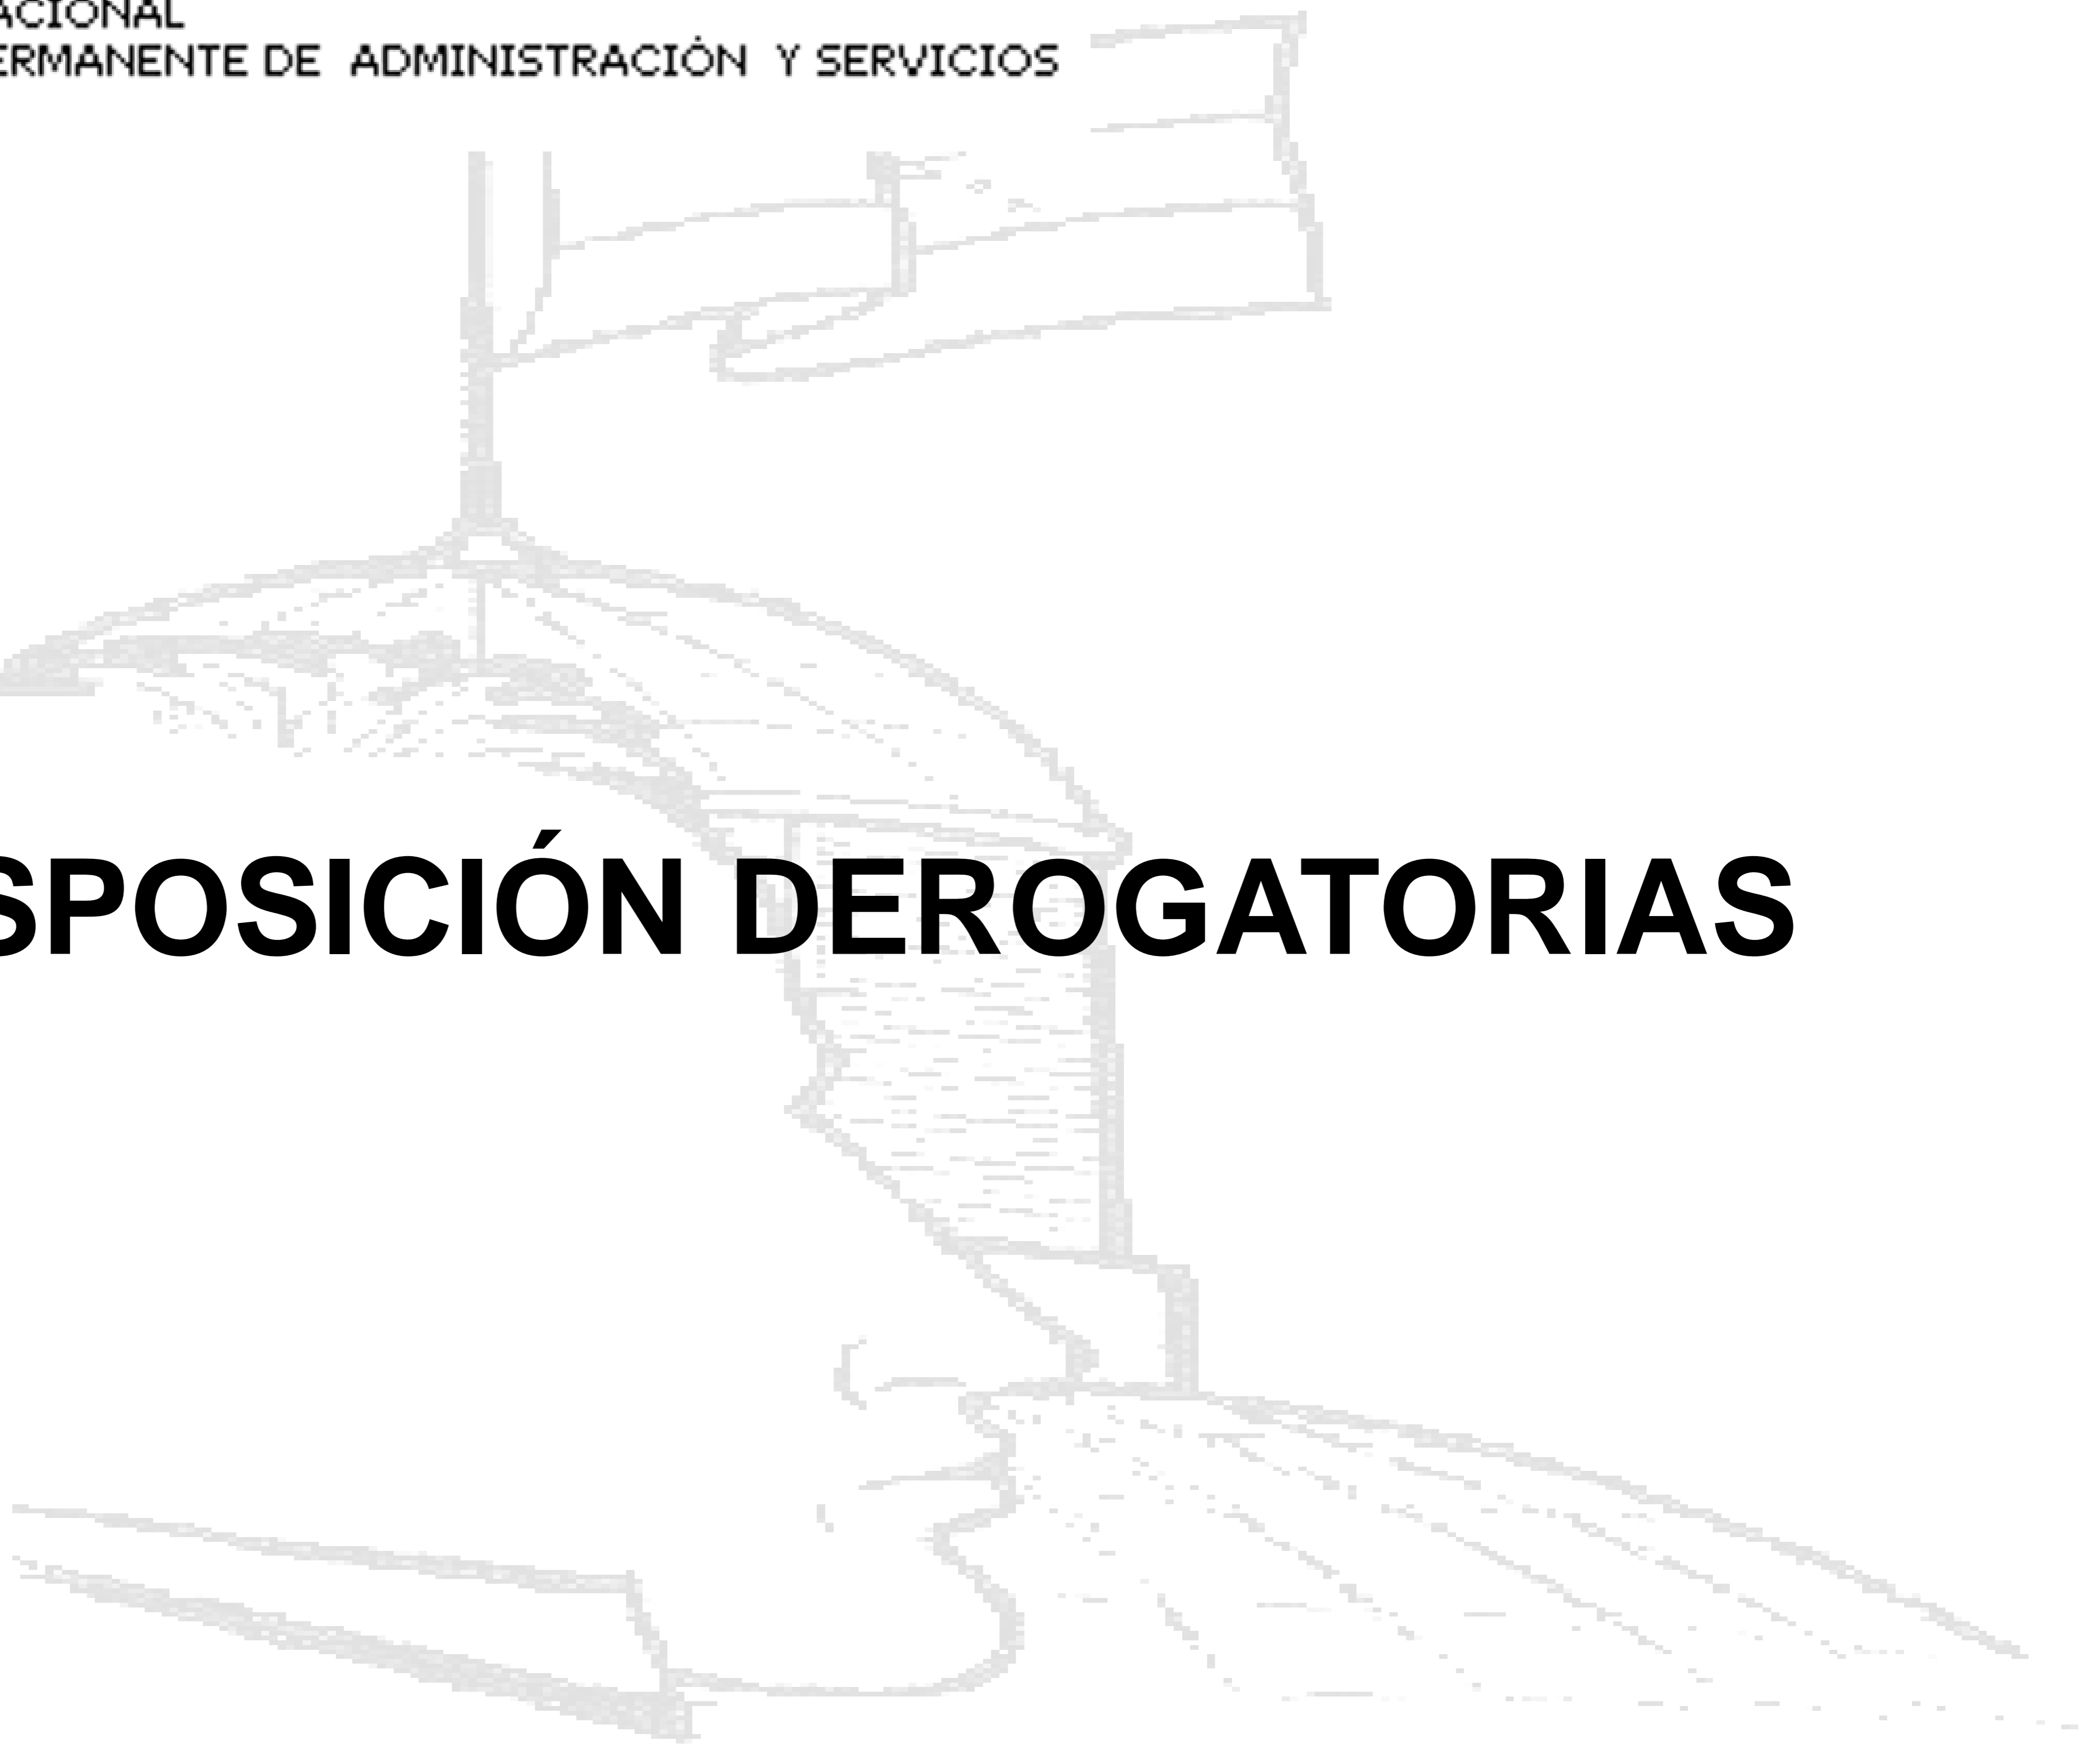 ACIONAL
ERMANENTE DE ADMINISTRACIÓN Y SERVICIOS
SPOSICIÓN DEROGATORIAS